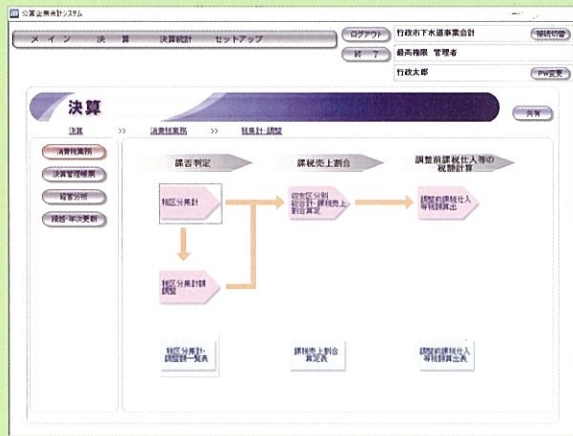 公営企業会計システム
メイン 決算 決算統計 セットアップ
ログアウト
終了
行政市下水道事業会計
最高権限 管理者
行政太郎
PW変更
決算
共有
決算 >> 消費税業務 >> 税集計・調整
消費税業務
決算管理帳票
経営分析
繰越・年次更新
課否判定
課税売上割合
調整前課税仕入等の
税額計算
税区分集計
収支区分別
総合計・課税売上
割合算定
調整前課税仕入
等税額算出
税区分集計額
調整
税区分集計・
調整額一覧表
課税売上割合
算定表
調整前課税仕入
等税額算出表